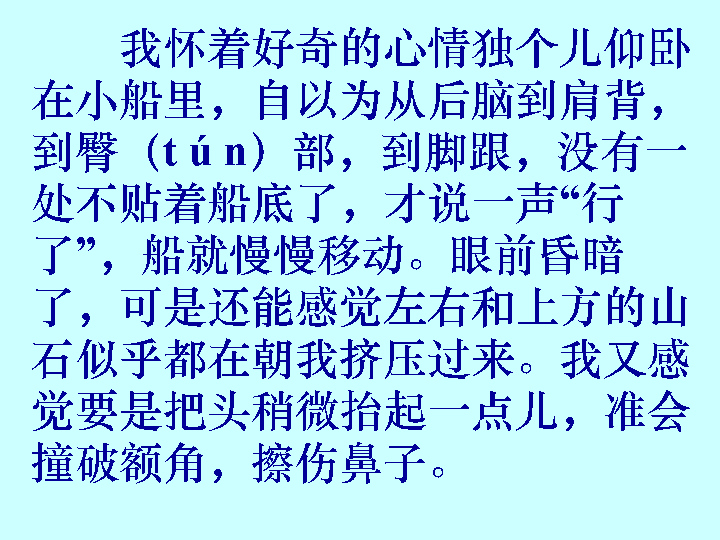 我怀着好奇的心情独个儿仰卧
在小船里，自以为从后脑到肩背，
到臀（tún）部，到脚跟，没有一
处不贴着船底了，才说一声“行
了”，船就慢慢移动。眼前昏暗
了，可是还能感觉左右和上方的山
石似乎都在朝我挤压过来。我又感
觉要是把头稍微抬起一点儿，准会
撞破额角，擦伤鼻子。